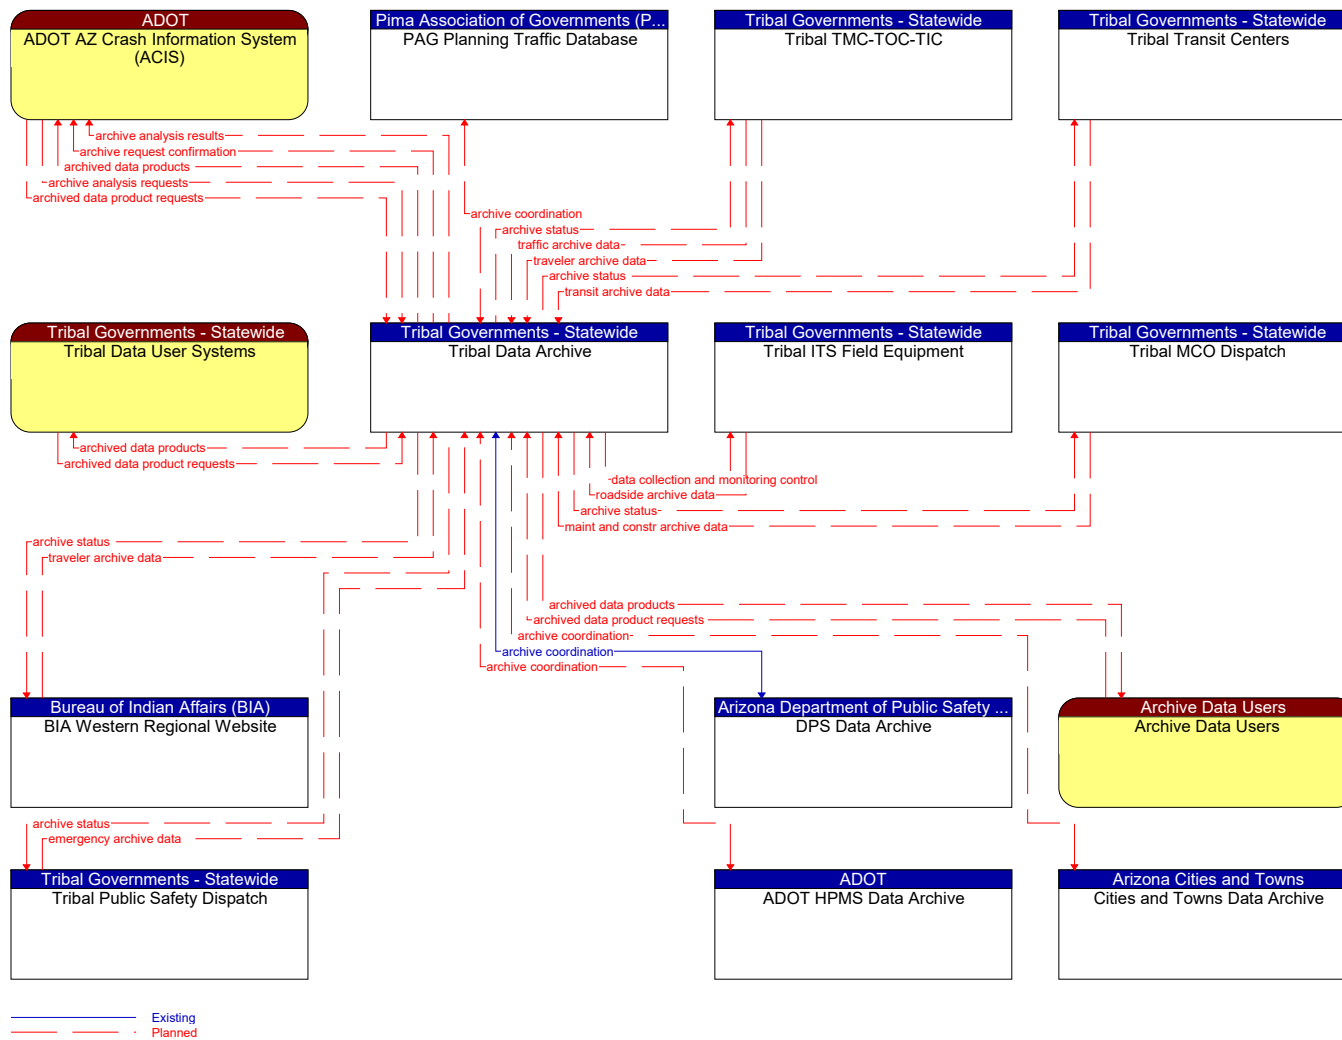 ADOT
ADOT AZ Crash Information System
(ACIS)
Pima Association of Governments (P...
PAG Planning Traffic Database
Tribal Governments - Statewide
Tribal TMC-TOC-TIC
Tribal Governments - Statewide
Tribal Transit Centers
archive analysis results
archive request confirmation
archived data products
archive analysis requests
archived data product requests
archive coordination
archive status
traffic archive data
traveler archive data
archive status
transit archive data
Tribal Governments - Statewide
Tribal Data User Systems
Tribal Governments - Statewide
Tribal Data Archive
Tribal Governments - Statewide
Tribal ITS Field Equipment
Tribal Governments - Statewide
Tribal MCO Dispatch
archived data products
archived data product requests
data collection and monitoring control
roadside archive data
archive status
maint and constr archive data
archive status
traveler archive data
archived data products
archived data product requests
archive coordination
archive coordination
archive coordination
Bureau of Indian Affairs (BIA)
BIA Western Regional Website
Arizona Department of Public Safety ...
DPS Data Archive
Archive Data Users
Archive Data Users
archive status
emergency archive data
Tribal Governments - Statewide
Tribal Public Safety Dispatch
ADOT
ADOT HPMS Data Archive
Arizona Cities and Towns
Cities and Towns Data Archive
Existing
Planned